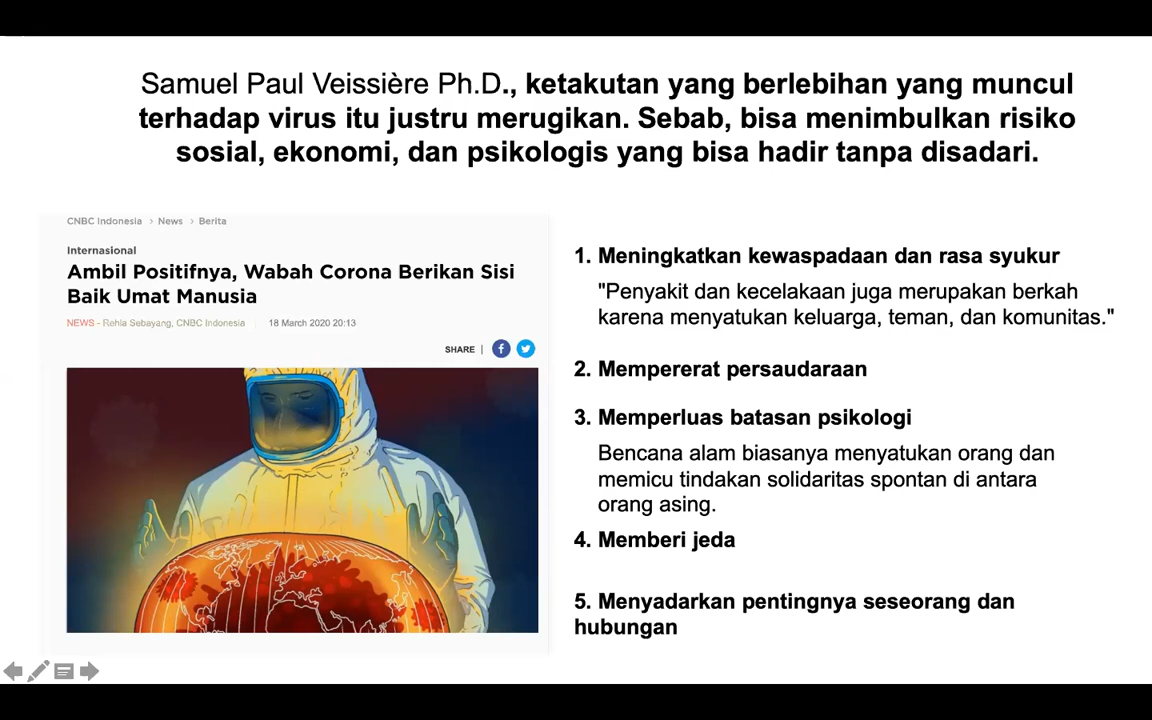 Samuel Paul Veissière Ph.D., ketakutan yang berlebihan yang muncul
terhadap virus itu justru merugikan. Sebab, bisa menimbulkan risiko
sosial, ekonomi, dan psikologis yang bisa hadir tanpa disadari.
CNBC Indonesia > News > Berita
Internasional
Ambil Positifnya, Wabah Corona Berikan Sisi
Baik Umat Manusia
NEWS - Rehia Sebayang, CNBC Indonesia 18 March 2020 20:13
SHARE |
1. Meningkatkan kewaspadaan dan rasa syukur
"Penyakit dan kecelakaan juga merupakan berkah
karena menyatukan keluarga, teman, dan komunitas."
2. Mempererat persaudaraan
3. Memperluas batasan psikologi
Bencana alam biasanya menyatukan orang dan
memicu tindakan solidaritas spontan di antara
orang asing.
4. Memberi jeda
5. Menyadarkan pentingnya seseorang dan
hubungan